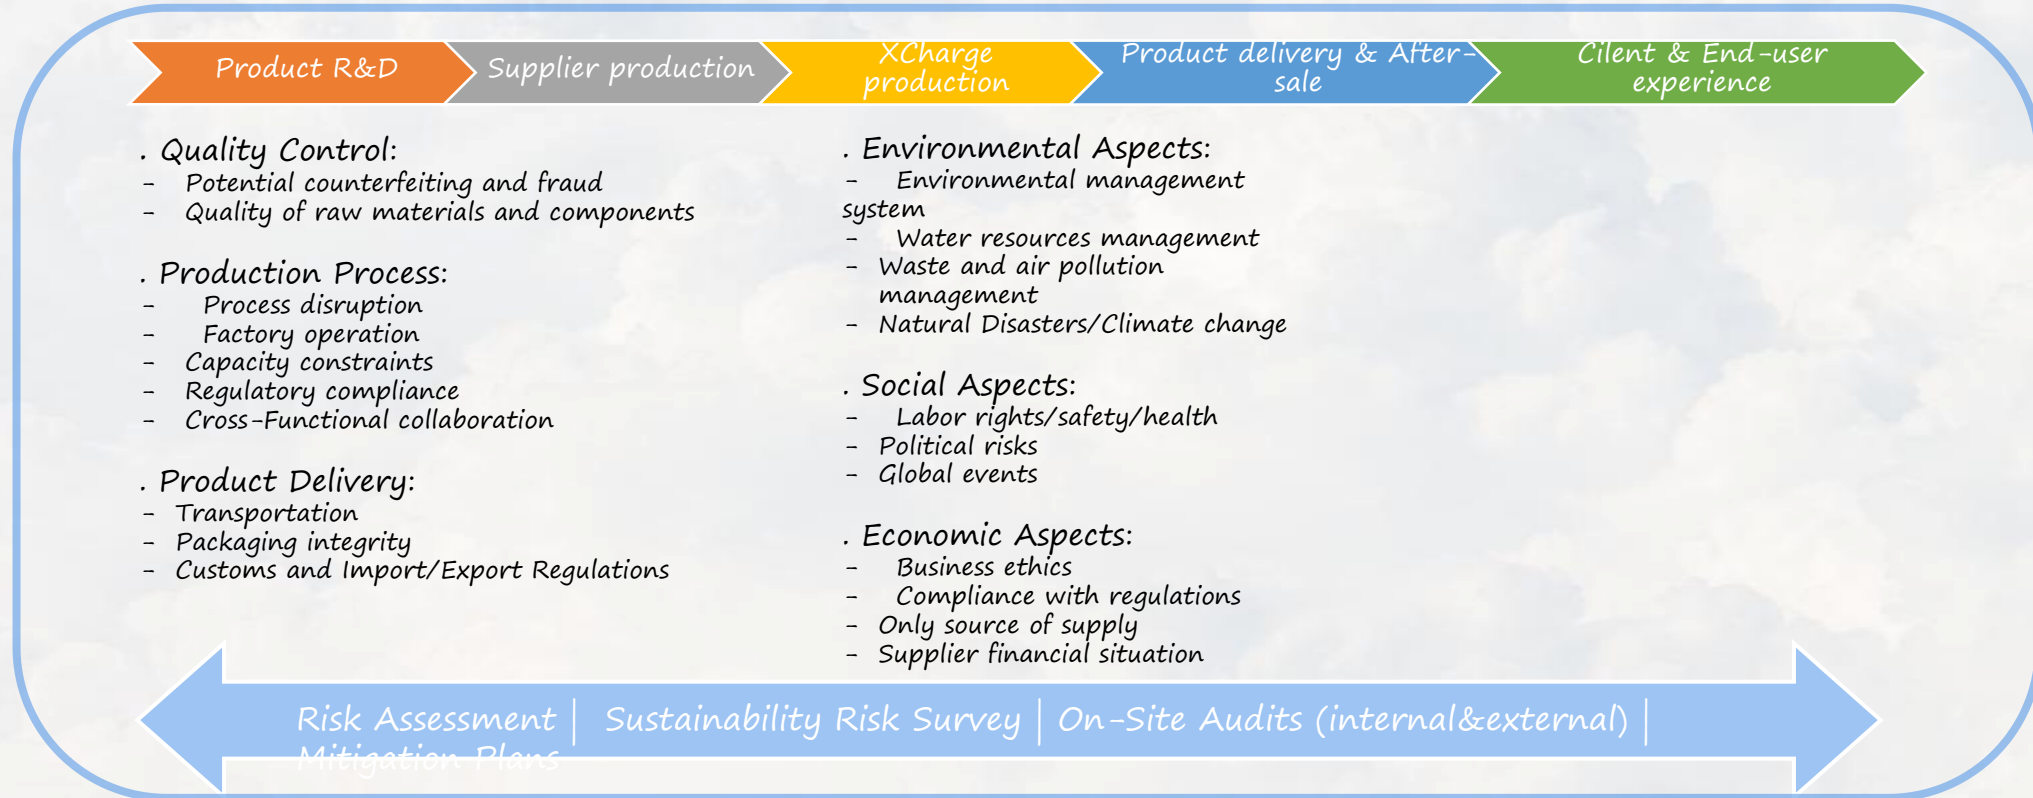 Product R&D
Supplier production
XCharge
production
Product delivery & After-
sale
Cilent & End-user
experience
. Quality Control:
- Potential counterfeiting and fraud
- Quality of raw materials and components
. Production Process:
- Process disruption
- Factory operation
- Capacity constraints
- Regulatory compliance
- Cross-Functional collaboration
. Product Delivery:
- Transportation
- Packaging integrity
- Customs and Import/Export Regulations
. Environmental Aspects:
- Environmental management
system
- Water resources management
- Waste and air pollution
management
- Natural Disasters/Climate change
. Social Aspects:
- Labor rights/safety/health
- Political risks
- Global events
. Economic Aspects:
- Business ethics
- Compliance with regulations
- Only source of supply
- Supplier financial situation
Risk Assessment | Sustainability Risk Survey | On-Site Audits (internal&external) |
Mitigation Plans